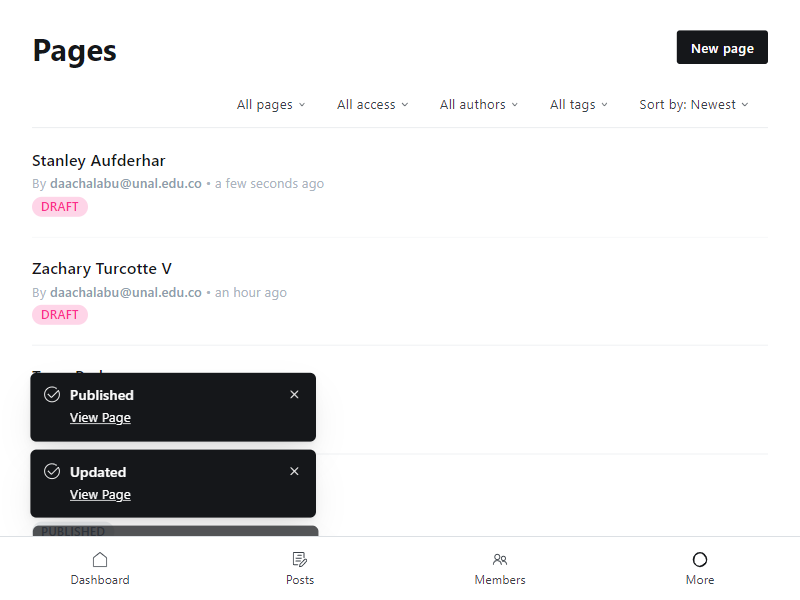 Pages
New page
All pages
All access
All authors
All tags
Sort by: Newest
Stanley Aufderhar
By daachalabu@unal.edu.co • a few seconds ago
DRAFT
Zachary Turcotte V
By daachalabu@unal.edu.co • an hour ago
DRAFT
Published
View Page
Updated
View Page
PUBLISHED
Dashboard
Posts
Members
More